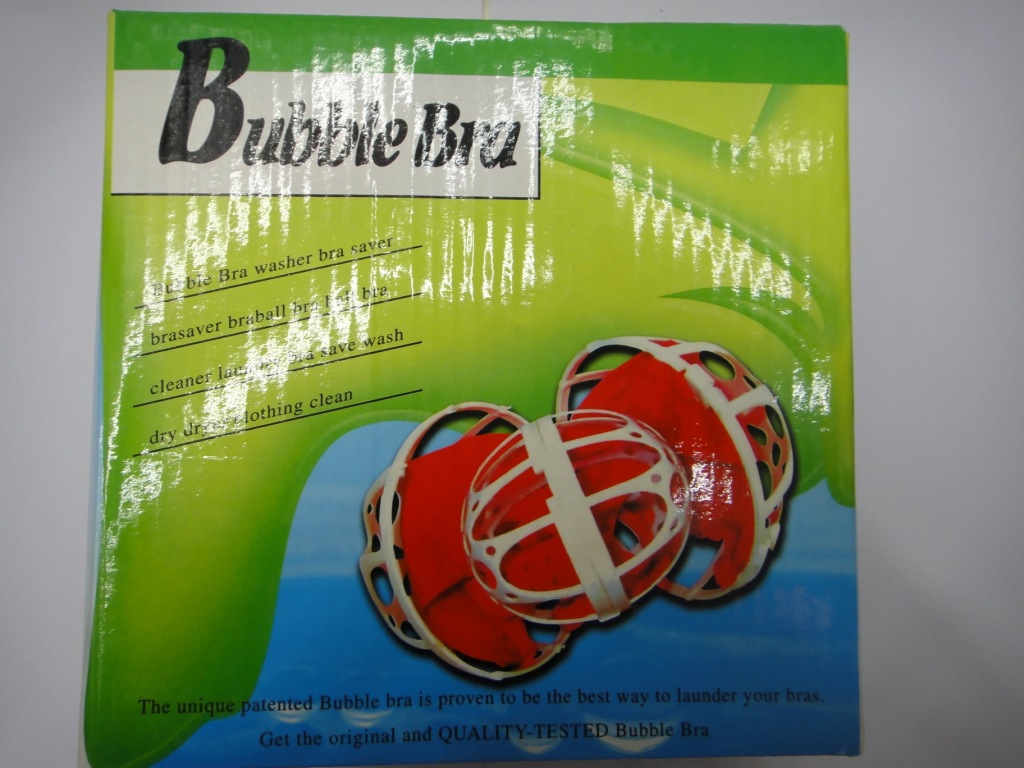 Bubble Bra
Bubble Bra washer bra saver
brasaver braball bra bra
cleaner bra save wash
dry clothing clean
The unique patented Bubble bra is proven to be the best way to launder your bras.
Get the original and QUALITY-TESTED Bubble Bra